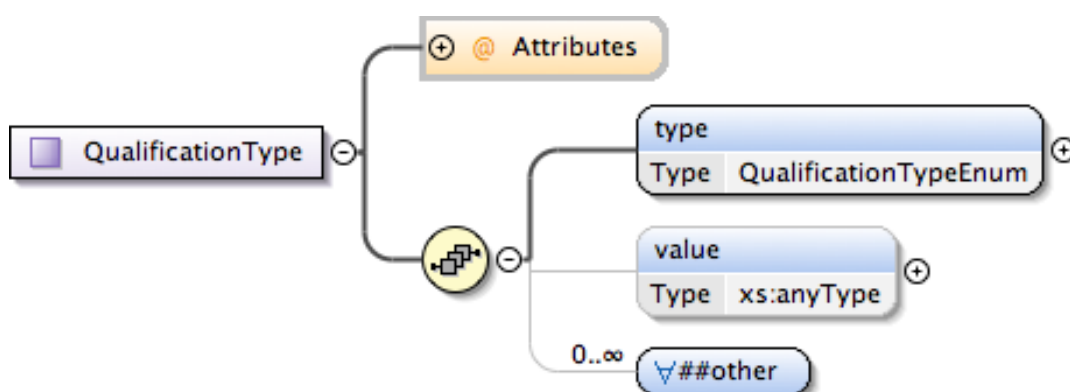 @ Attributes
QualificationType
type
Type QualificationTypeEnum
value
Type xs:anyType
0..∞
∀##other